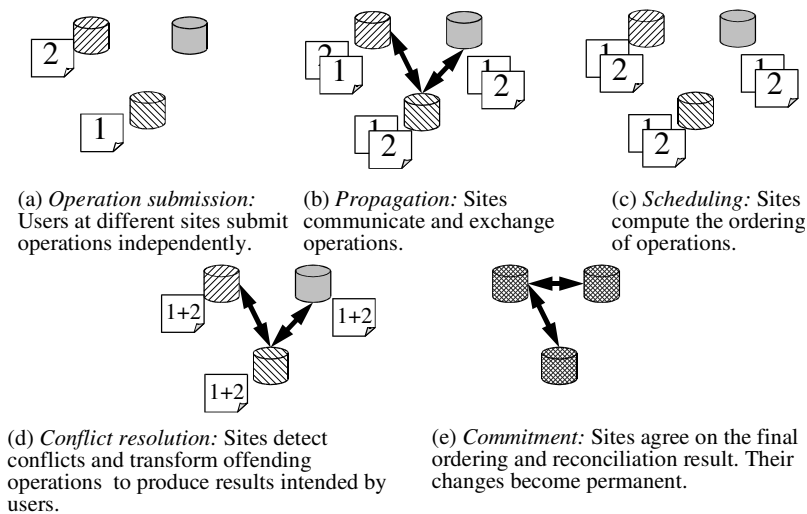 2
1
2
1
1
2
1
2
1
2
1
2
1
2
(a) Operation submission:
Users at different sites submit
operations independently.
(b) Propagation: Sites
communicate and exchange
operations.
(c) Scheduling: Sites
compute the ordering
of operations.
1+2
1+2
1+2
(d) Conflict resolution: Sites detect
conflicts and transform offending
operations to produce results intended by
users.
(e) Commitment: Sites agree on the final
ordering and reconciliation result. Their
changes become permanent.